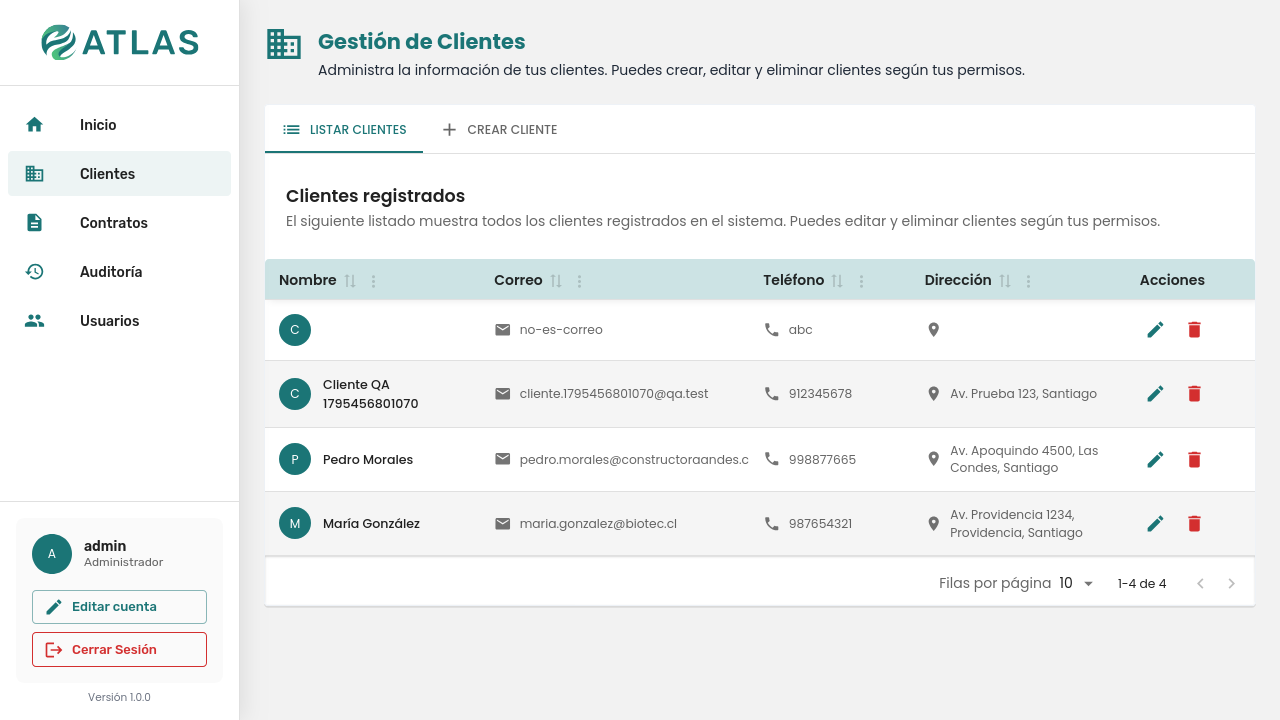 ATLAS
Inicio
Clientes
Contratos
Auditoría
Usuarios
A
admin
Administrador
Editar cuenta
Cerrar Sesión
Versión 1.0.0
Gestión de Clientes
Administra la información de tus clientes. Puedes crear, editar y eliminar clientes según tus permisos.
LISTAR CLIENTES
CREAR CLIENTE
Clientes registrados
El siguiente listado muestra todos los clientes registrados en el sistema. Puedes editar y eliminar clientes según tus permisos.
Nombre Correo Teléfono Dirección Acciones
C no-es-correo abc
C Cliente QA
1795456801070 cliente.1795456801070@qa.test 912345678 Av. Prueba 123, Santiago
P Pedro Morales pedro.morales@constructoraandes.c 998877665 Av. Apoquindo 4500, Las
Condes, Santiago
M María González maria.gonzalez@biotec.cl 987654321 Av. Providencia 1234,
Providencia, Santiago
Filas por página 10 1-4 de 4